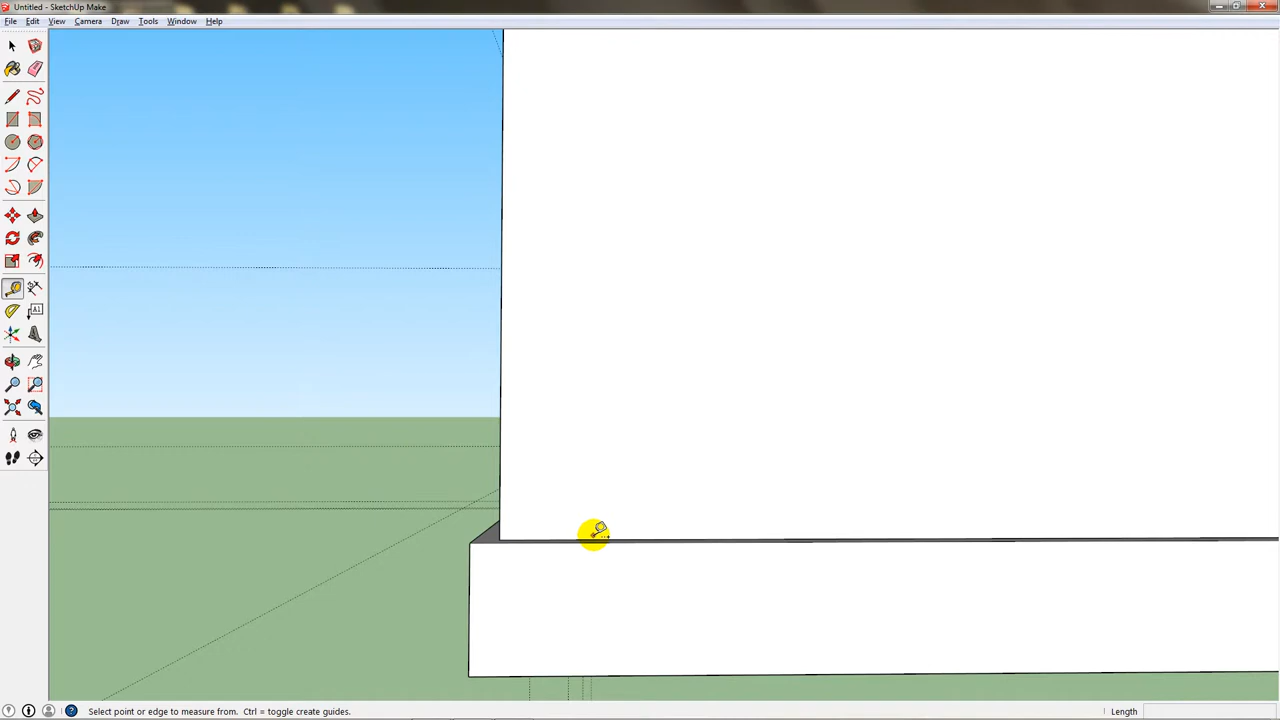 Untitled - SketchUp Make
File Edit View Camera Draw Tools Window Help
A1
Select point or edge to measure from. Ctrl = toggle create guides. Length